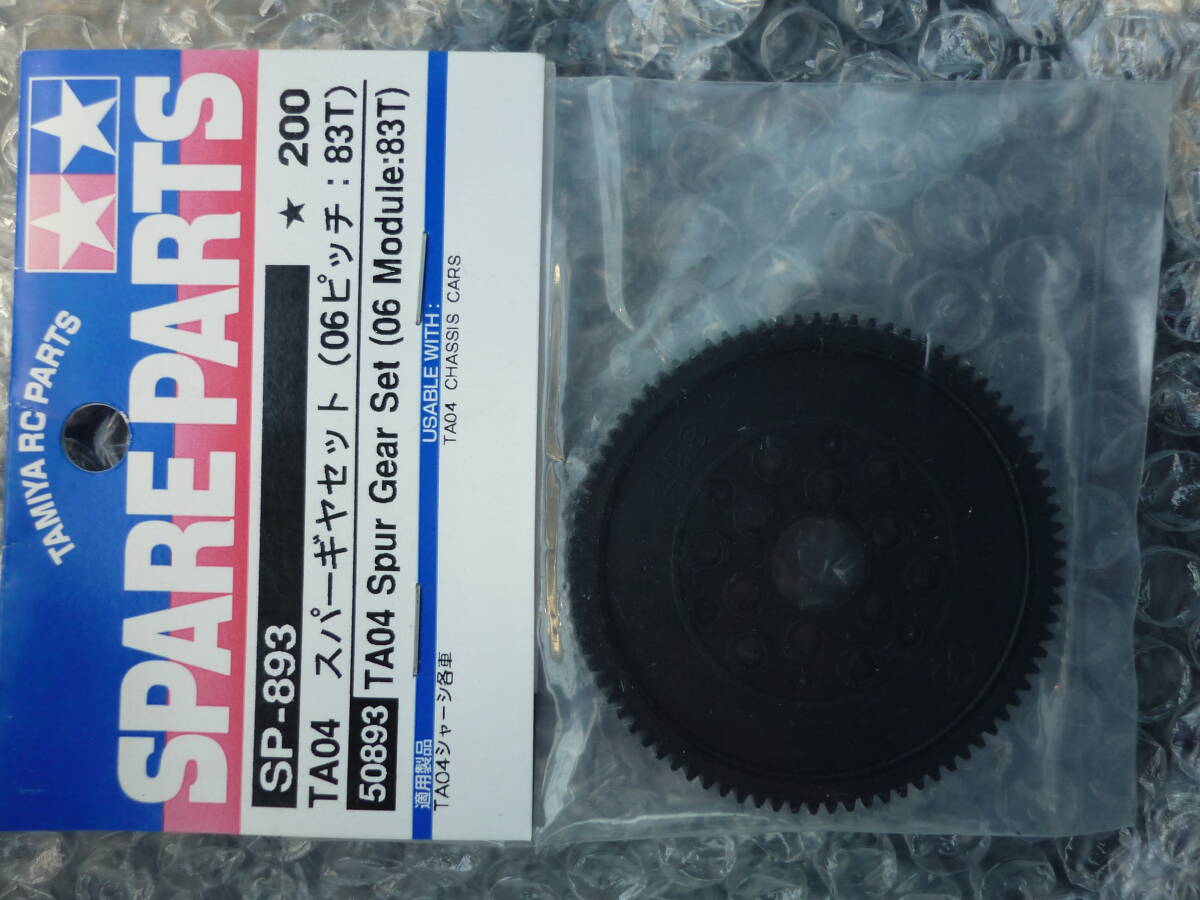 TAMIYA RC PARTS
SPARE PARTS
SP-893 ★ 200
TA04 スパーギヤセット (06ピッチ：83T)
50893 TA04 Spur Gear Set (06 Module:83T)
適用製品 USABLE WITH :
TA04シャーシ各車 TA04 CHASSIS CARS